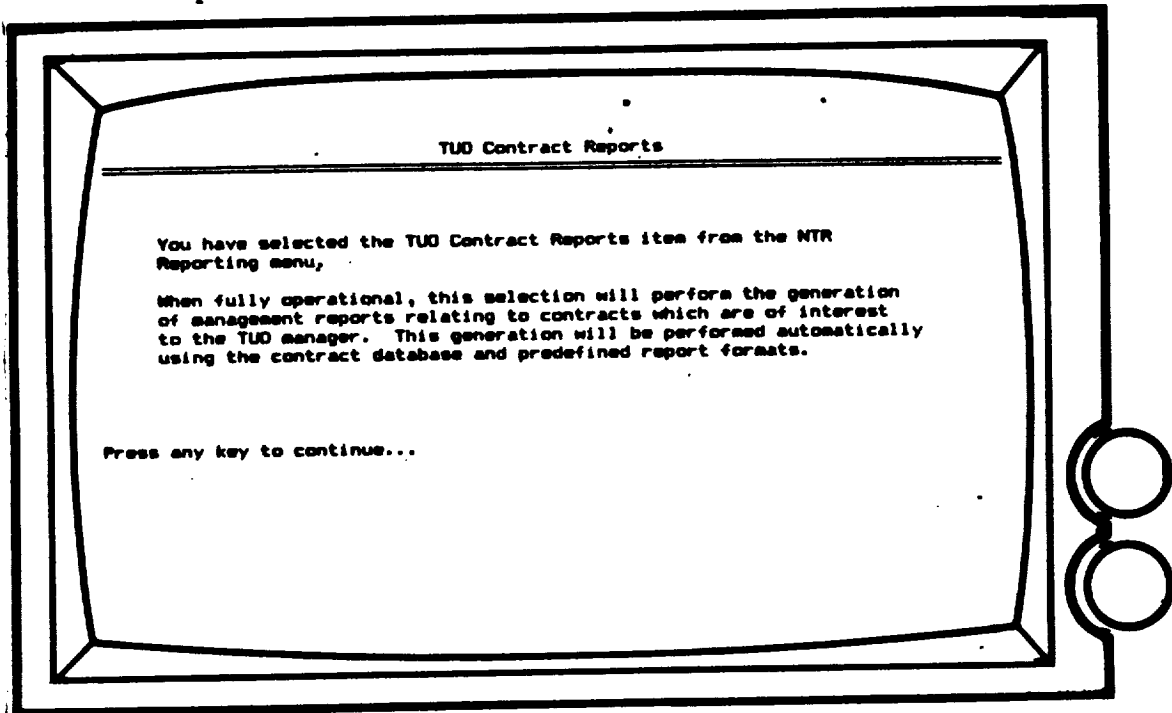 TUO Contract Reports
You have selected the TUO Contract Reports item from the NTR
Reporting menu,
When fully operational, this selection will perform the generation
of management reports relating to contracts which are of interest
to the TUO manager. This generation will be performed automatically
using the contract database and predefined report formats.
Press any key to continue...